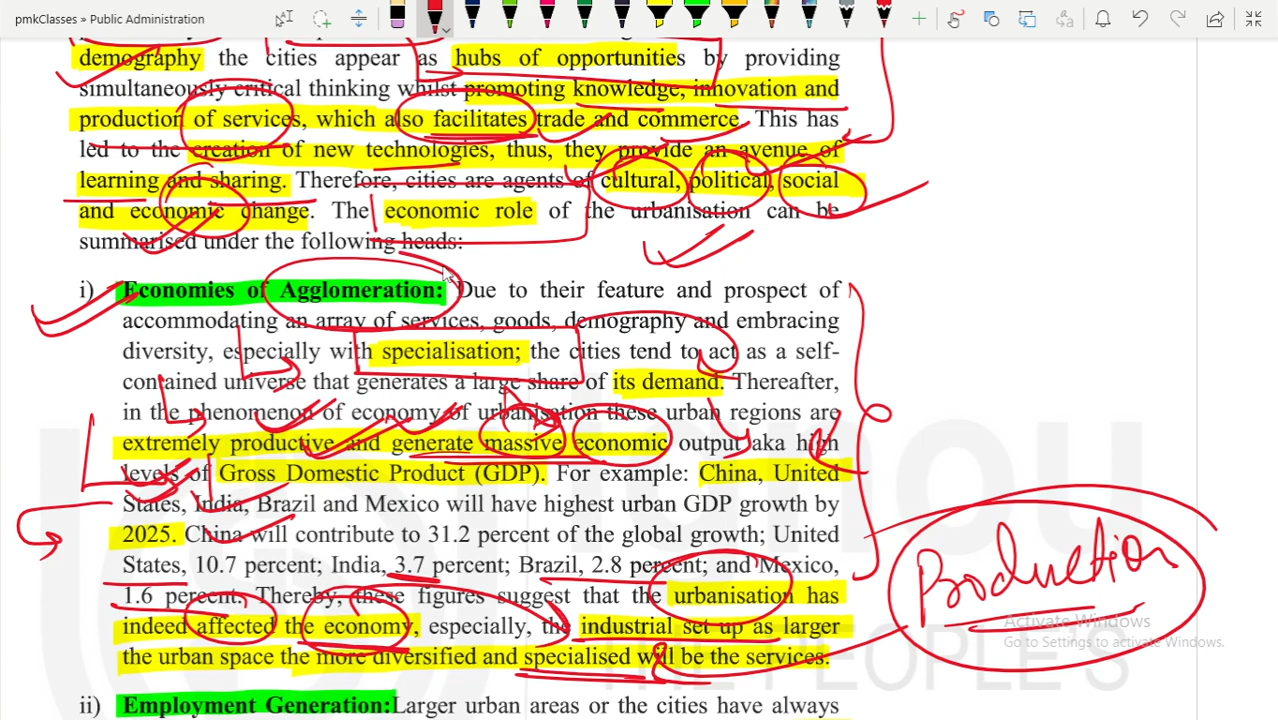 pmkClasses » Public Administration
demography the cities appear as hubs of opportunities by providing
simultaneously critical thinking whilst promoting knowledge, innovation and
production of services, which also facilitates trade and commerce. This has
led to the creation of new technologies, thus, they provide an avenue of
learning and sharing. Therefore, cities are agents of cultural, political, social
and economic change. The economic role of the urbanisation can be
summarised under the following heads:
i) Economies of Agglomeration: Due to their feature and prospect of
accommodating an array of services, goods, demography and embracing
diversity, especially with specialisation; the cities tend to act as a self-
contained universe that generates a large share of its demand. Thereafter,
in the phenomenon of economy of urbanisation these urban regions are
extremely productive and generate massive economic output aka high
levels of Gross Domestic Product (GDP). For example: China, United
States, India, Brazil and Mexico will have highest urban GDP growth by
2025. China will contribute to 31.2 percent of the global growth; United
States, 10.7 percent; India, 3.7 percent; Brazil, 2.8 percent; and Mexico,
1.6 percent. Thereby, these figures suggest that the urbanisation has
indeed affected the economy, especially, the industrial set up as larger
the urban space the more diversified and specialised will be the services.
Production
Activate Windows
Go to Settings to activate Windows.
ignou
THE PEOPLE'S
ii) Employment Generation:Larger urban areas or the cities have always